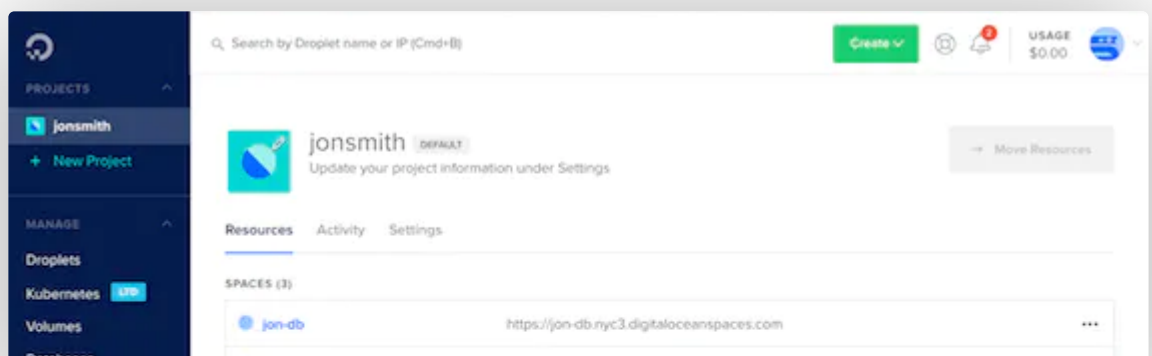 Search by Droplet name or IP (Cmd+B)
Create
2
USAGE
$0.00
PROJECTS
jonsmith
+ New Project
MANAGE
Droplets
Kubernetes LTD
Volumes
jonsmith DEFAULT
Update your project information under Settings
→ Move Resources
Resources Activity Settings
SPACES (3)
jon-db https://jon-db.nyc3.digitaloceanspaces.com ...